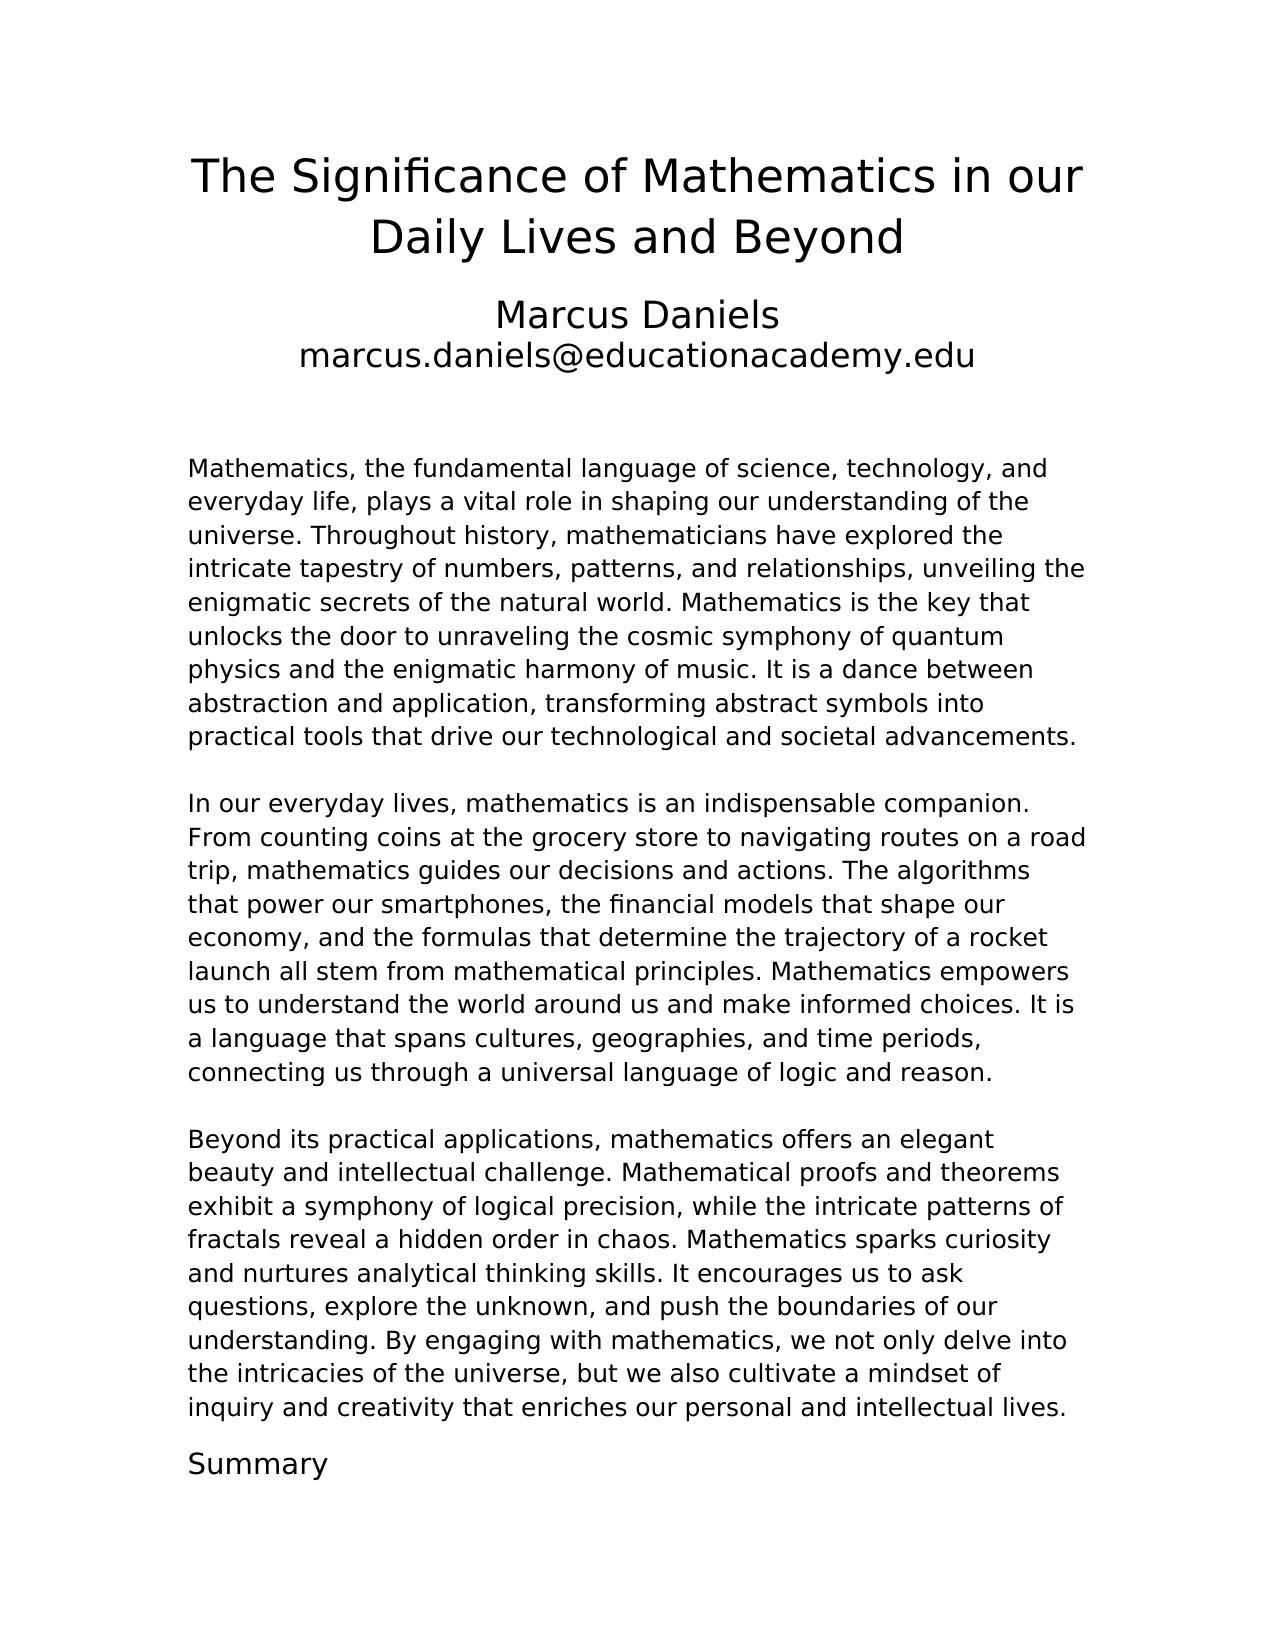 The Significance of Mathematics in our
Daily Lives and Beyond
Marcus Daniels
marcus.daniels@educationacademy.edu
Mathematics, the fundamental language of science, technology, and
everyday life, plays a vital role in shaping our understanding of the
universe. Throughout history, mathematicians have explored the
intricate tapestry of numbers, patterns, and relationships, unveiling the
enigmatic secrets of the natural world. Mathematics is the key that
unlocks the door to unraveling the cosmic symphony of quantum
physics and the enigmatic harmony of music. It is a dance between
abstraction and application, transforming abstract symbols into
practical tools that drive our technological and societal advancements.
In our everyday lives, mathematics is an indispensable companion.
From counting coins at the grocery store to navigating routes on a road
trip, mathematics guides our decisions and actions. The algorithms
that power our smartphones, the financial models that shape our
economy, and the formulas that determine the trajectory of a rocket
launch all stem from mathematical principles. Mathematics empowers
us to understand the world around us and make informed choices. It is
a language that spans cultures, geographies, and time periods,
connecting us through a universal language of logic and reason.
Beyond its practical applications, mathematics offers an elegant
beauty and intellectual challenge. Mathematical proofs and theorems
exhibit a symphony of logical precision, while the intricate patterns of
fractals reveal a hidden order in chaos. Mathematics sparks curiosity
and nurtures analytical thinking skills. It encourages us to ask
questions, explore the unknown, and push the boundaries of our
understanding. By engaging with mathematics, we not only delve into
the intricacies of the universe, but we also cultivate a mindset of
inquiry and creativity that enriches our personal and intellectual lives.
Summary